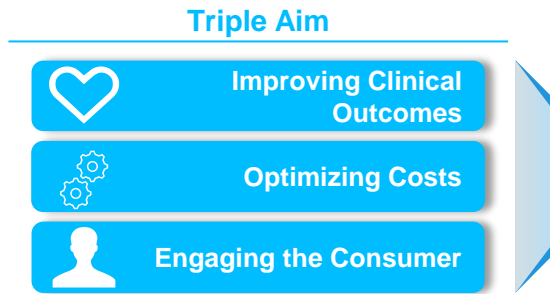 Triple Aim
Improving Clinical
Outcomes
Optimizing Costs
Engaging the Consumer